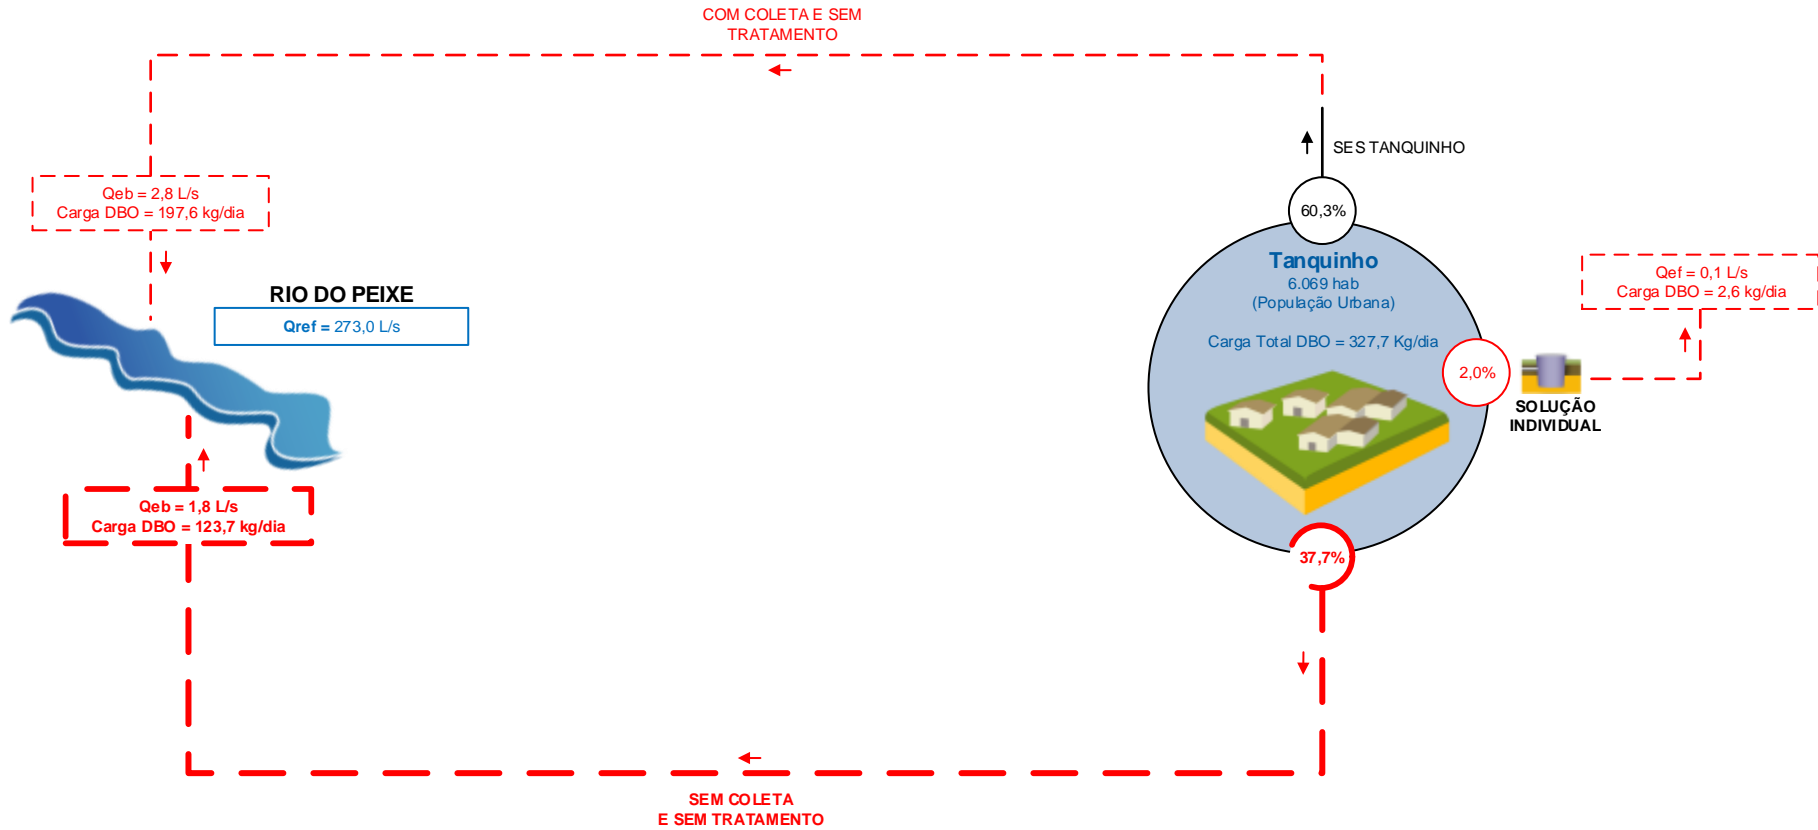 COM COLETA E SEM
TRATAMENTO
SES TANQUINHO
Qeb = 2,8 L/s
Carga DBO = 197,6 kg/dia
60,3%
RIO DO PEIXE
Qref = 273,0 L/s
Tanquinho
6.069 hab
(População Urbana)
Carga Total DBO = 327,7 Kg/dia
Qef = 0,1 L/s
Carga DBO = 2,6 kg/dia
2,0%
SOLUÇÃO
INDIVIDUAL
Qeb = 1,8 L/s
Carga DBO = 123,7 kg/dia
37,7%
SEM COLETA
E SEM TRATAMENTO